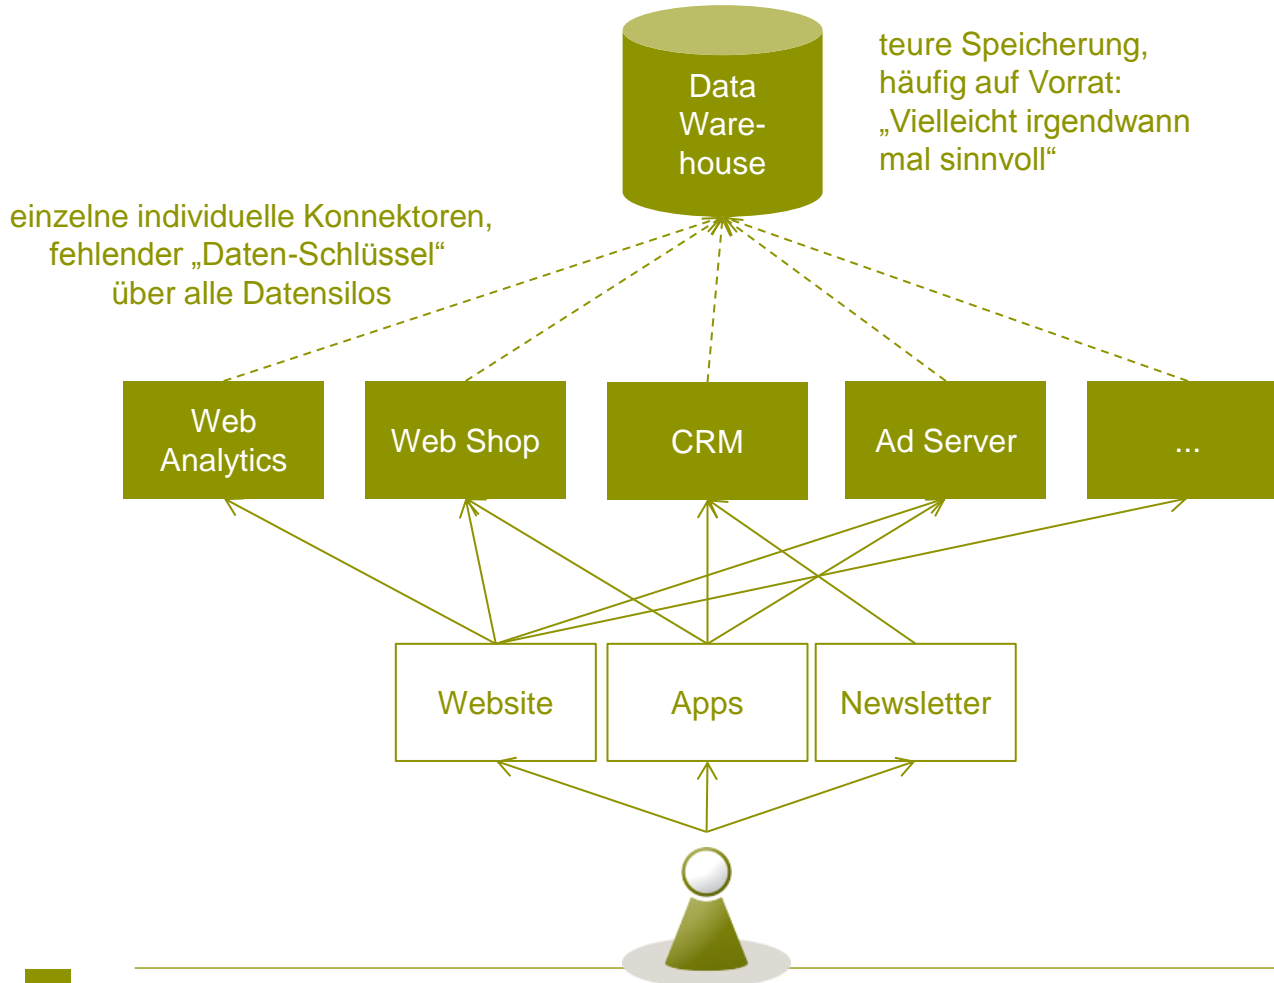 Data
Ware-
house
teure Speicherung,
häufig auf Vorrat:
„Vielleicht irgendwann
mal sinnvoll“
einzelne individuelle Konnektoren,
fehlender „Daten-Schlüssel“
über alle Datensilos
Web
Analytics
Web Shop
CRM
Ad Server
...
Website
Apps
Newsletter